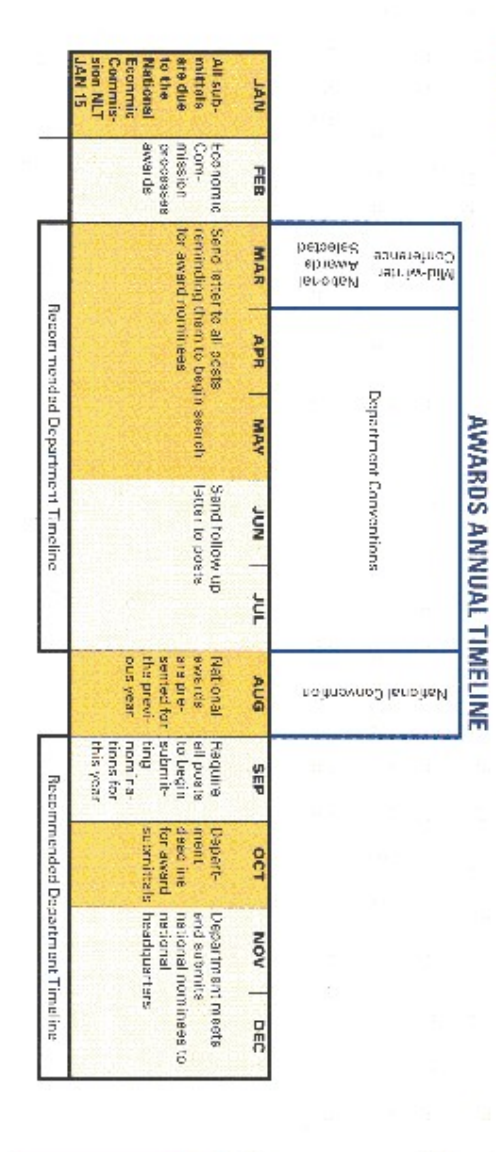 AWARDS ANNUAL TIMELINE
Mid-winter
Conference
National
Awards
Selected
Department Conventions
National Convention
JAN
FEB
MAR
APR
MAY
JUN
JUL
AUG
SEP
OCT
NOV
DEC
All sub-
mittals
are due
to the
National
Econmic
Commis-
sion NLT
JAN 15
Economic
Com-
mission
processes
awards
Send letter to all posts
reminding them to begin search
for award nominees
Send follow up
letter to posts
National
awards
are pre-
sented for
the previ-
ous year
Require
all posts
to begin
submit-
ting
nomina-
tions for
this year
Depart-
ment
deadline
for award
submittals
Department meets
and submits
national nominees to
national
headquarters
Recommended Department Timeline
Recommended Department Timeline